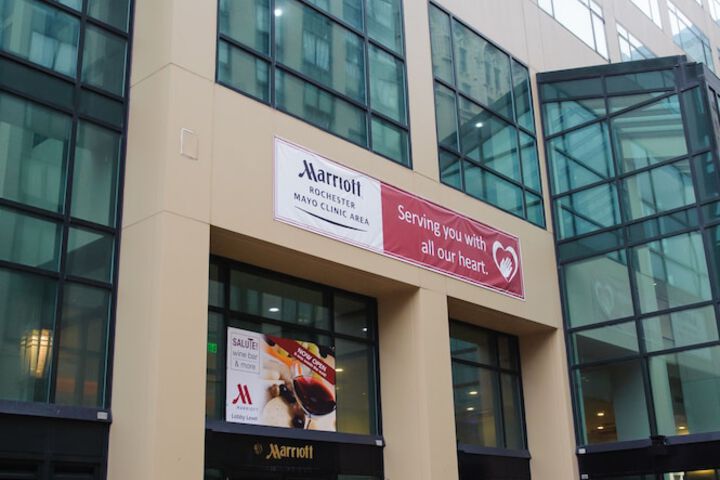 Marriott
ROCHESTER
MAYO CLINIC AREA
Serving you with
all our heart.
SALUTE!
wine bar
& more
NOW OPEN
MARRIOTT
Lobby Level
Marriott